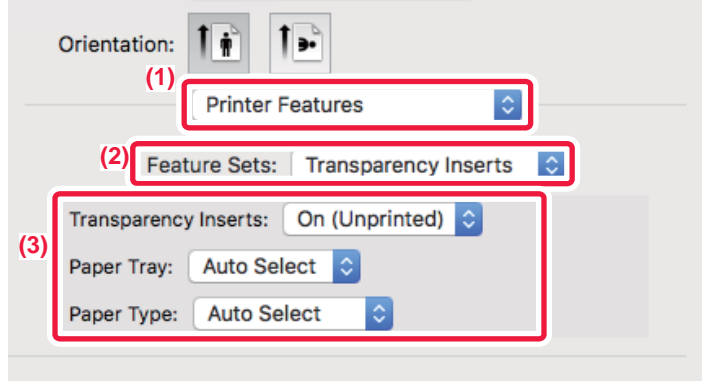 Orientation:
(1)
Printer Features
(2) Feature Sets: Transparency Inserts
(3)
Transparency Inserts: On (Unprinted)
Paper Tray: Auto Select
Paper Type: Auto Select